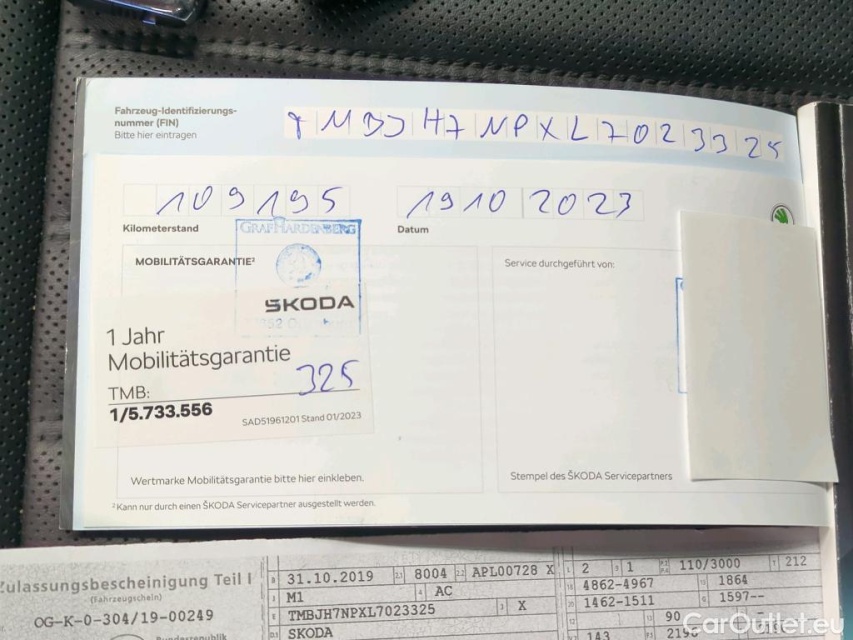 Fahrzeug-Identifizierungs-
nummer (FIN)
Bitte hier eintragen
TMBJH7NPXL7023325
109195
19 10 2023
Kilometerstand
Datum
GRAF HARDENBERG
MOBILITÄTSGARANTIE²
Service durchgeführt von:
SKODA
1 Jahr
Mobilitätsgarantie
TMB: 325
1/5.733.556
SAD51961201 Stand 01/2023
Wertmarke Mobilitätsgarantie bitte hier einkleben.
Stempel des ŠKODA Servicepartners
² Kann nur durch einen ŠKODA Servicepartner ausgestellt werden.
Zulassungsbescheinigung Teil I
(Fahrzeugschein)
OG-K-0-304/19-00249
Bundesrepublik
31.10.2019 8004 APL00728 X
M1 AC
TMBJH7NPXL7023325 X
SKODA
2 1 110/3000 212
4862-4967 1864
1462-1511 1597--
90 --
143
CarOutlet.eu